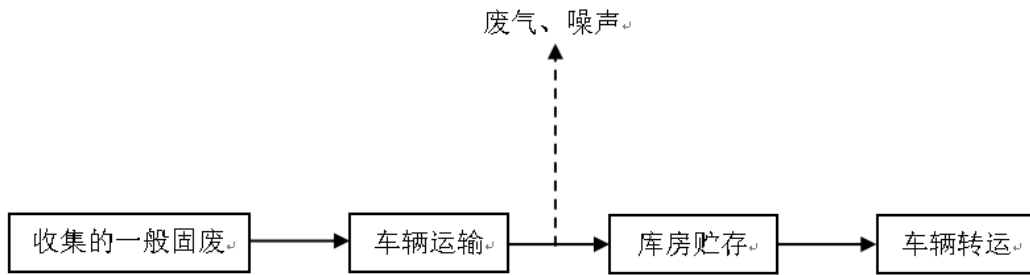 废气、噪声
收集的一般固废
车辆运输
库房贮存
车辆转运